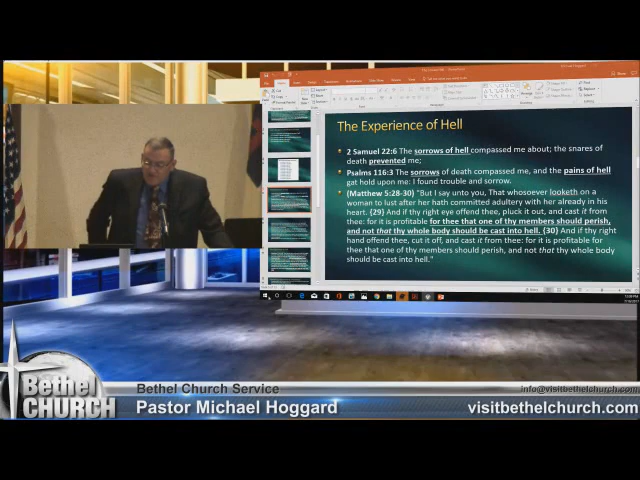 The Experience of Hell
2 Samuel 22:6 The sorrows of hell compassed me about; the snares of
death prevented me;
Psalms 116:3 The sorrows of death compassed me, and the pains of hell
gat hold upon me: I found trouble and sorrow.
(Matthew 5:28-30) "But I say unto you, That whosoever looketh on a
woman to lust after her hath committed adultery with her already in his
heart. {29} And if thy right eye offend thee, pluck it out, and cast it from
thee: for it is profitable for thee that one of thy members should perish,
and not that thy whole body should be cast into hell. {30} And if thy right
hand offend thee, cut it off, and cast it from thee: for it is profitable for
thee that one of thy members should perish, and not that thy whole body
should be cast into hell."
Bethel
CHURCH
Bethel Church Service
info@visitbethelchurch.com
Pastor Michael Hoggard
visitbethelchurch.com